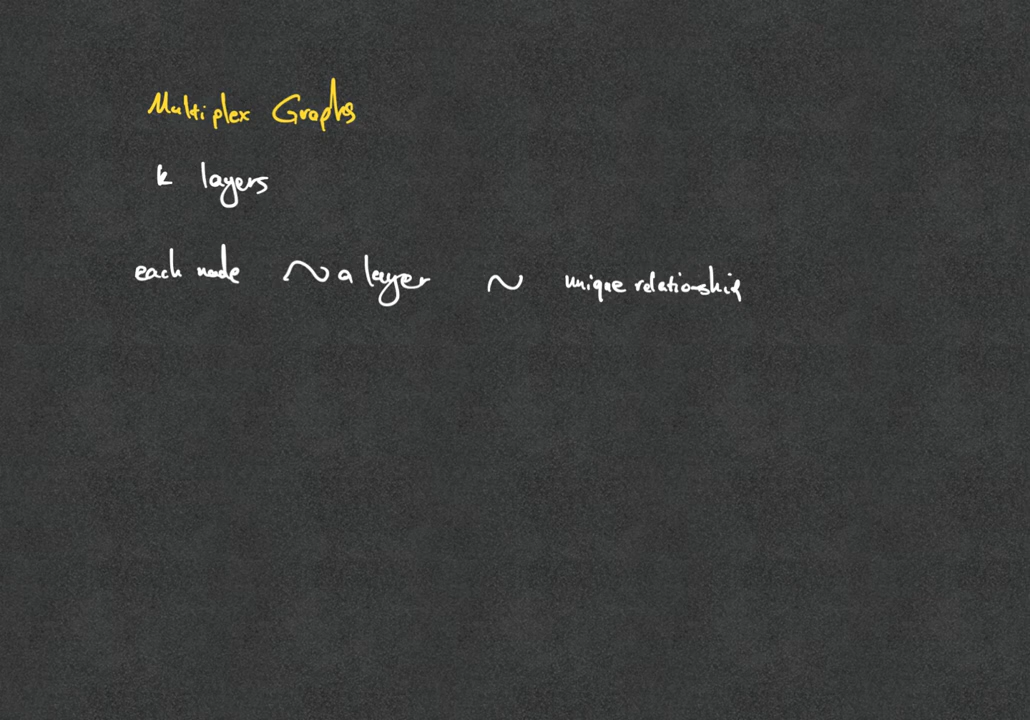 Multiplex Graphs
k layers
each node ~ a layer ~ unique relationship